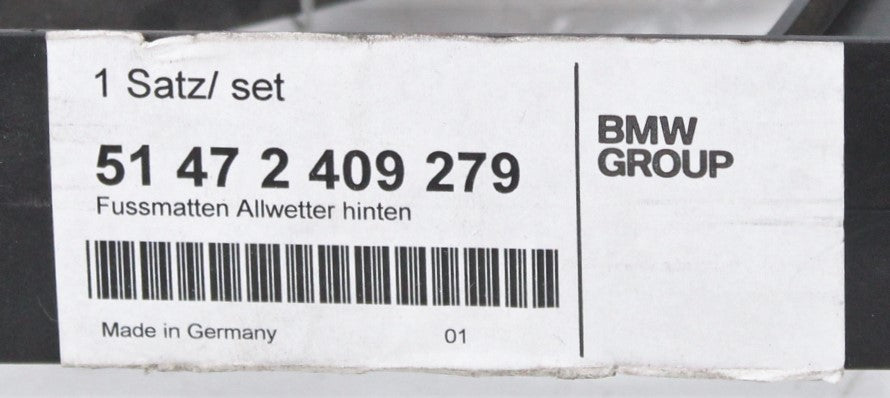 1 Satz/ set
51 47 2 409 279
Fussmatten Allwetter hinten
Made in Germany 01
BMW
GROUP